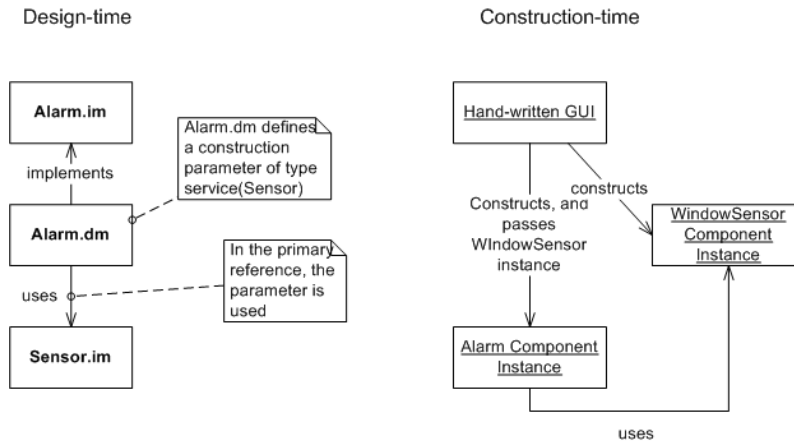 Design-time
Construction-time
Alarm.im
implements
Alarm.dm
uses
Sensor.im
Alarm.dm defines
a construction
parameter of type
service(Sensor)
In the primary
reference, the
parameter is
used
Hand-written GUI
constructs
Constructs, and
passes
WIndowSensor
instance
WindowSensor
Component
Instance
Alarm Component
Instance
uses